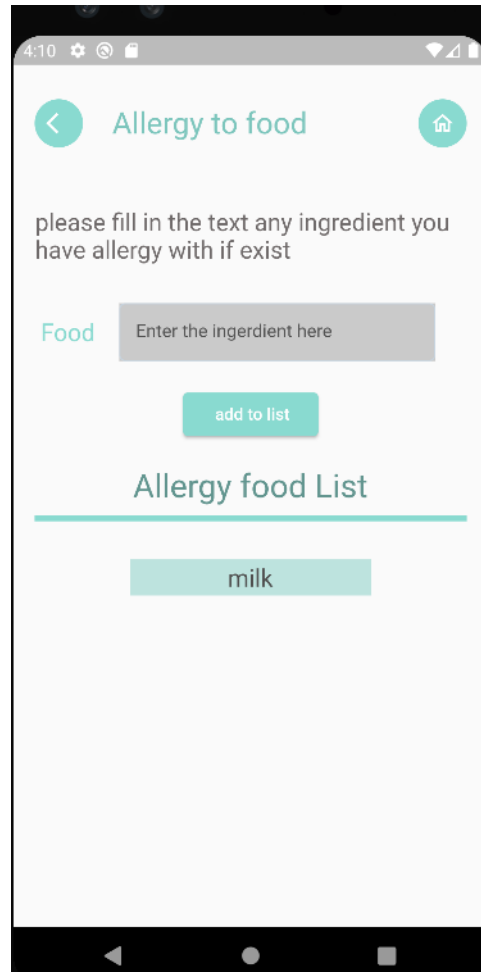 4:10
Allergy to food
please fill in the text any ingredient you
have allergy with if exist
Food
Enter the ingerdient here
add to list
Allergy food List
milk